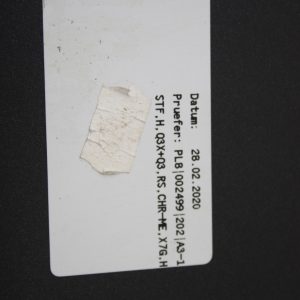 Datum: 28.02.2020
Pruefer: PLB|002499|202|A3-1
STF,H,Q3X+Q3,RS,CHR-ME,X7G,H